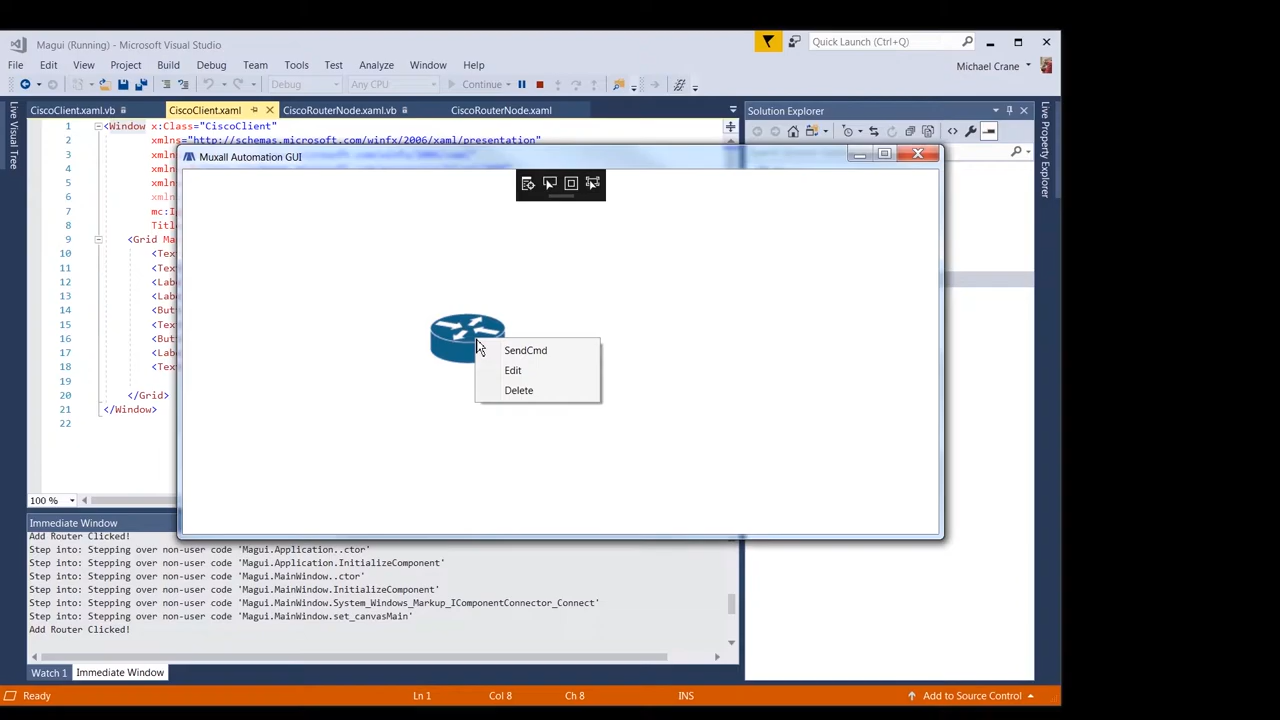 Magui (Running) - Microsoft Visual Studio
Quick Launch (Ctrl+Q)
File Edit View Project Build Debug Team Tools Test Analyze Window Help
Michael Crane
Debug Any CPU Continue
CiscoClient.xaml.vb CiscoClient.xaml CiscoRouterNode.xaml.vb CiscoRouterNode.xaml
Solution Explorer
Live Visual Tree
Live Property Explorer
1 <Window x:Class="CiscoClient"
2 xmlns="http://schemas.microsoft.com/winfx/2006/xaml/presentation"
3 xmlns
4 xmln
5 xmln
6 xmln
7 mc:I
8 Titl
9 <Grid Ma
10 <Tex
11 <Tex
12 <Lab
13 <Lab
14 <But
15 <Tex
16 <But
17 <Lab
18 <Tex
19
20 </Grid>
21 </Window>
22
Muxall Automation GUI
SendCmd
Edit
Delete
100 %
Immediate Window
Add Router Clicked!
Step into: Stepping over non-user code 'Magui.Application..ctor'
Step into: Stepping over non-user code 'Magui.Application.InitializeComponent'
Step into: Stepping over non-user code 'Magui.MainWindow..ctor'
Step into: Stepping over non-user code 'Magui.MainWindow.InitializeComponent'
Step into: Stepping over non-user code 'Magui.MainWindow.System_Windows_Markup_IComponentConnector_Connect'
Step into: Stepping over non-user code 'Magui.MainWindow.set_canvasMain'
Add Router Clicked!
Watch 1 Immediate Window
Ready Ln 1 Col 8 Ch 8 INS Add to Source Control